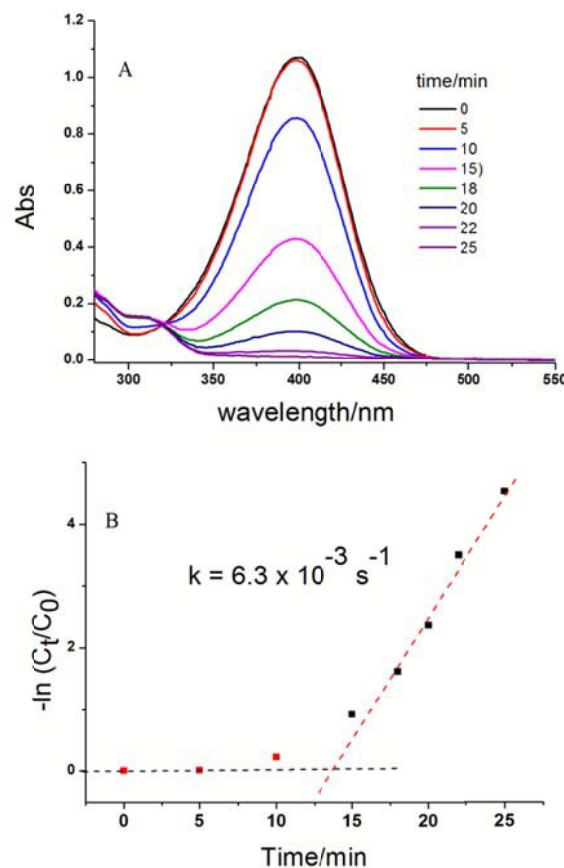 A
time/min
0
5
10
15)
18
20
22
25
1.2
1.0
0.8
0.6
0.4
0.2
0.0
Abs
300 350 400 450 500 550
wavelength/nm
B
k = 6.3 x 10⁻³ s⁻¹
4
2
0
-ln (Ct/C0)
0 5 10 15 20 25
Time/min